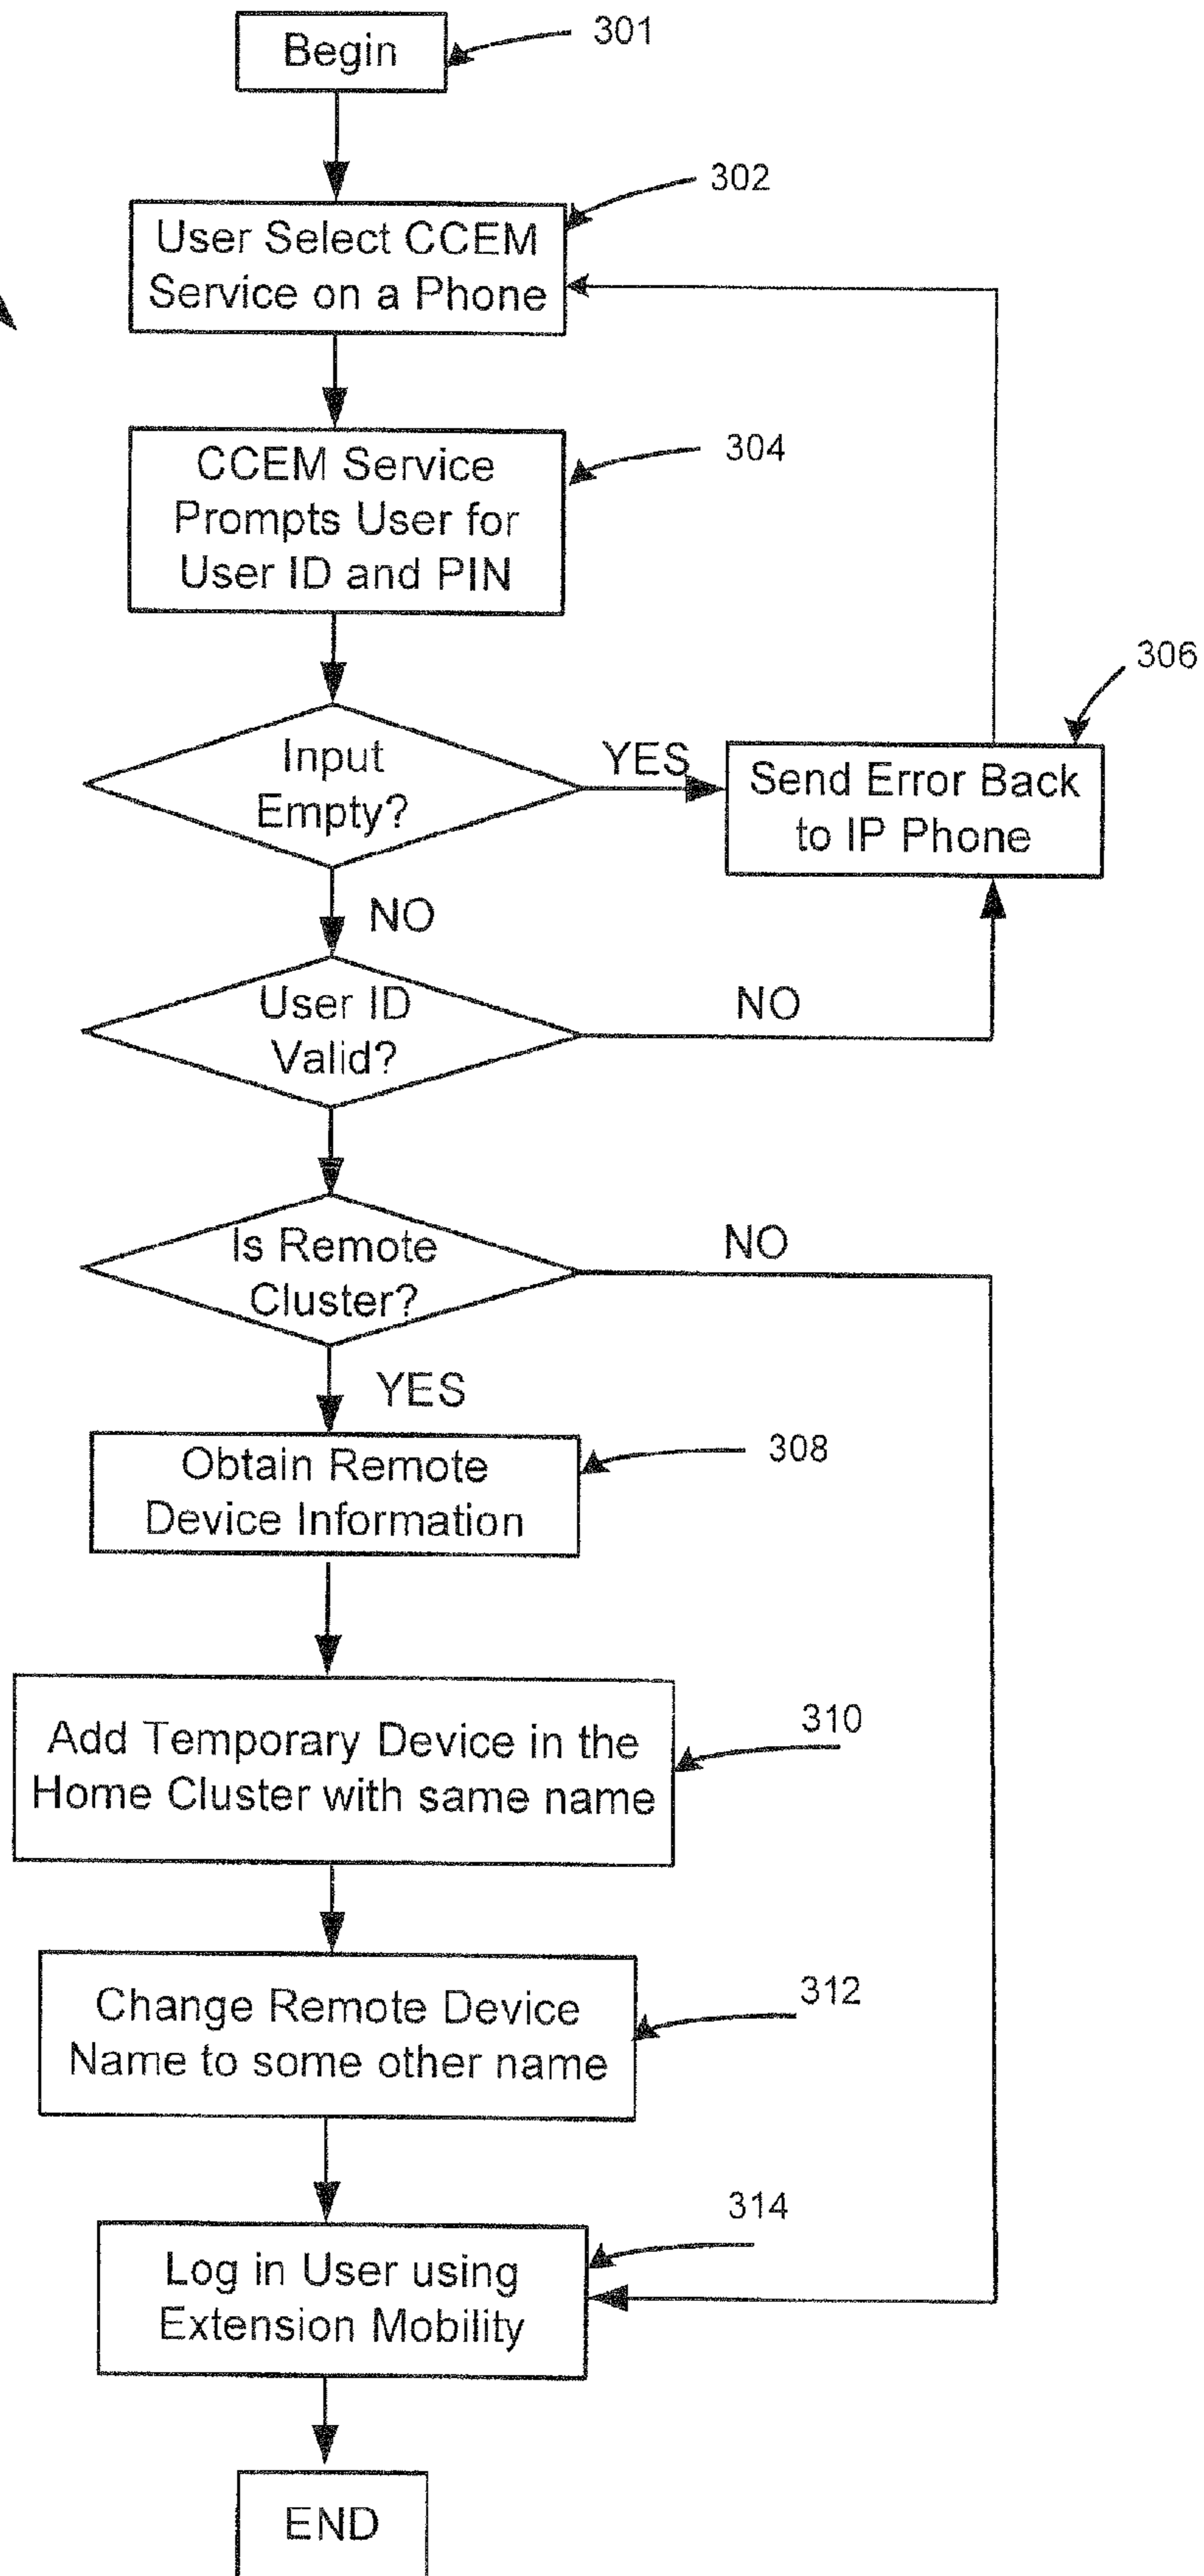 Begin
301
302
User Select CCEM
Service on a Phone
304
CCEM Service
Prompts User for
User ID and PIN
306
Input
Empty?
YES
Send Error Back
to IP Phone
NO
User ID
Valid?
NO
Is Remote
Cluster?
NO
YES
Obtain Remote
Device Information
308
Add Temporary Device in the
Home Cluster with same name
310
Change Remote Device
Name to some other name
312
314
Log in User using
Extension Mobility
END